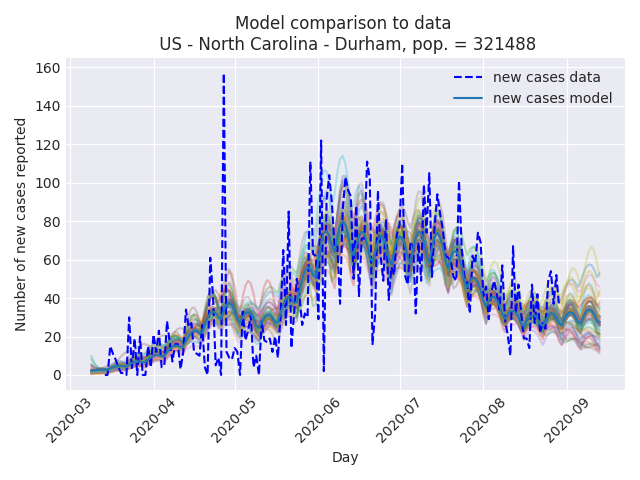 Model comparison to data
US - North Carolina - Durham, pop. = 321488
Number of new cases reported
160
140
120
100
80
60
40
20
0
new cases data
new cases model
2020-03
2020-04
2020-05
2020-06
2020-07
2020-08
2020-09
Day